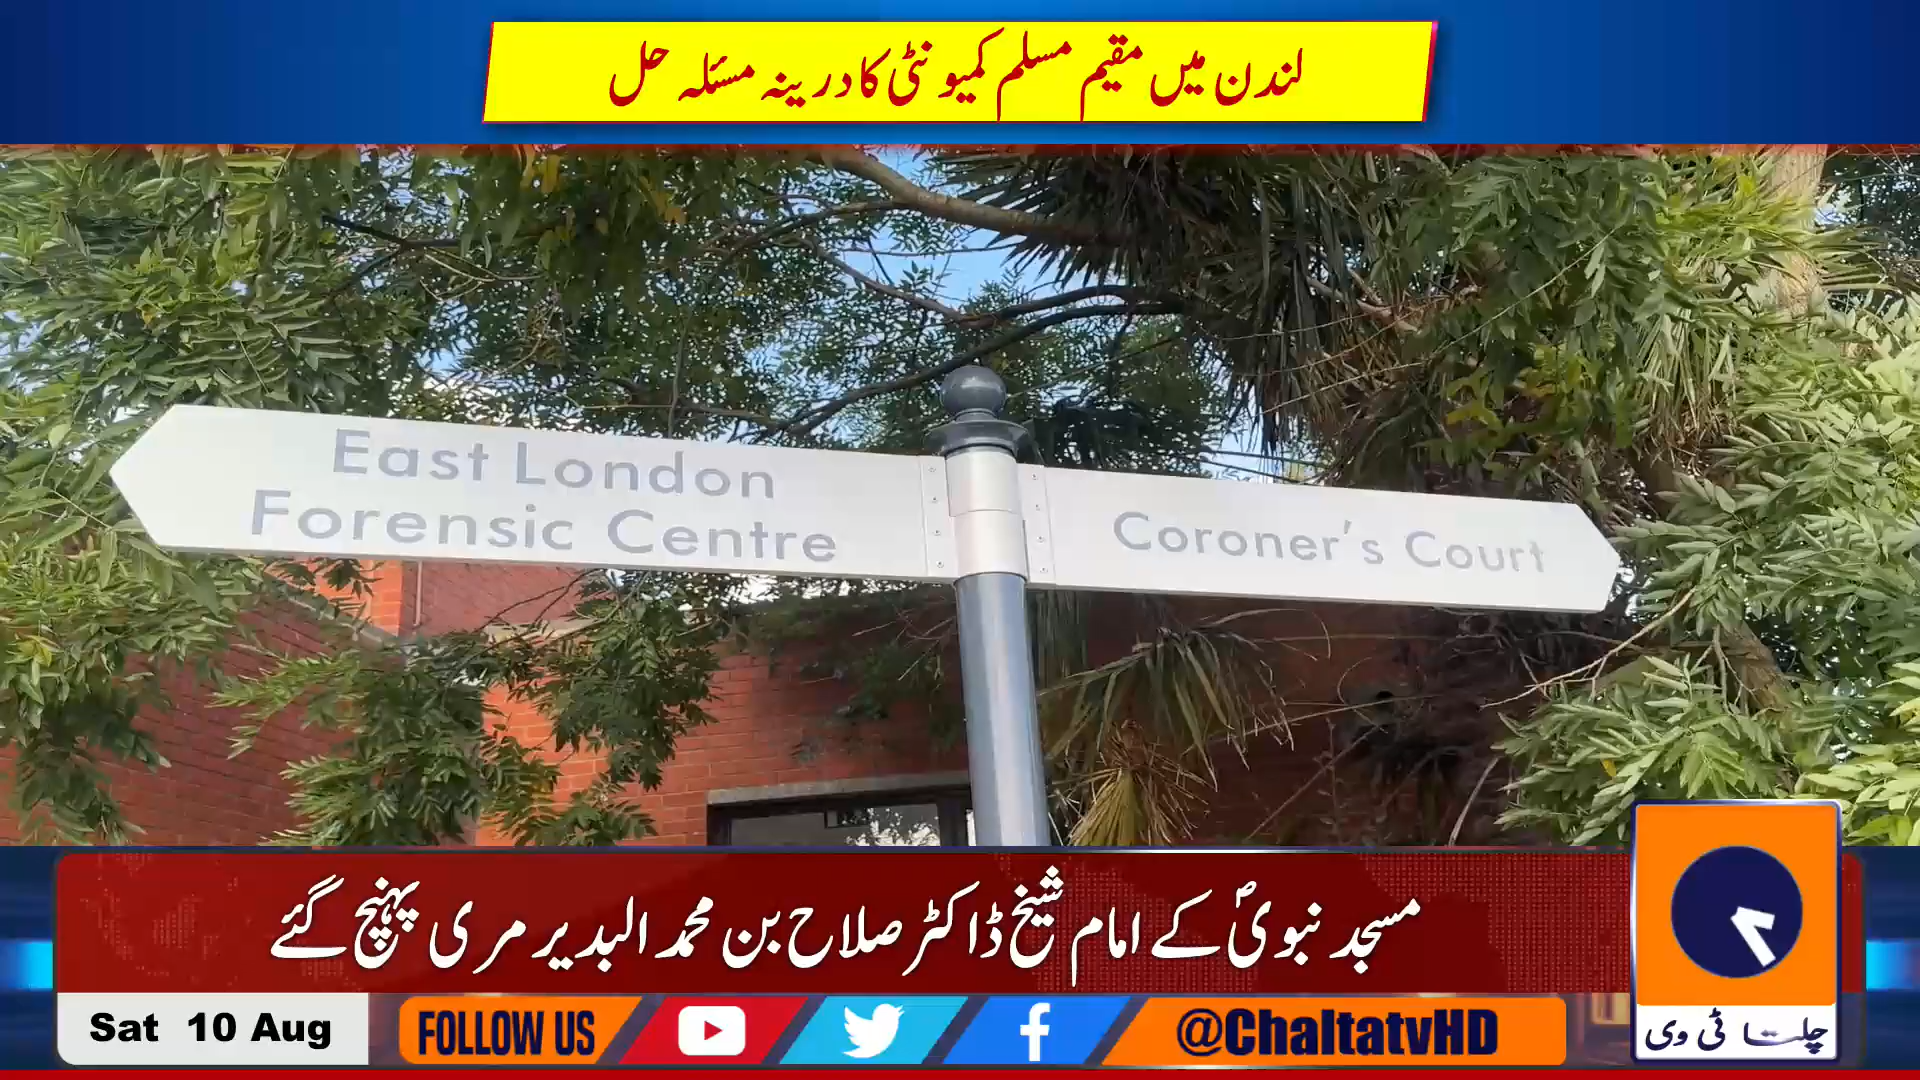 لندن میں مقیم مسلم کمیونٹی کا درینہ مسئلہ حل
East London
Forensic Centre
Coroner's Court
مسجد نبویؐ کے امام شیخ ڈاکٹر صلاح بن محمد البدیر مری پہنچ گئے
Sat 10 Aug
FOLLOW US
@ChaltatvHD
چلتا ٹی وی